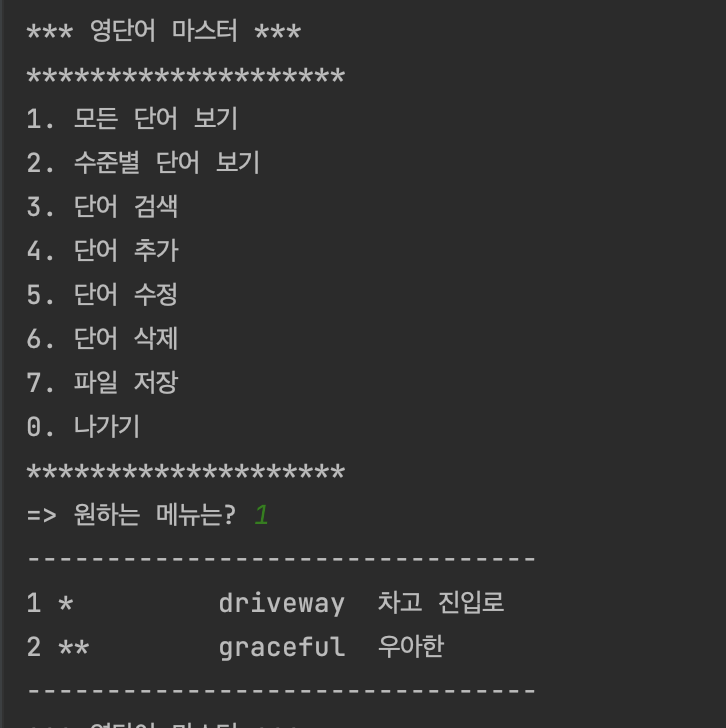 *** 영단어 마스터 ***
********************
1. 모든 단어 보기
2. 수준별 단어 보기
3. 단어 검색
4. 단어 추가
5. 단어 수정
6. 단어 삭제
7. 파일 저장
0. 나가기
********************
=> 원하는 메뉴는? 1
--------------------------------
1 *         driveway  차고 진입로
2 **        graceful  우아한
--------------------------------